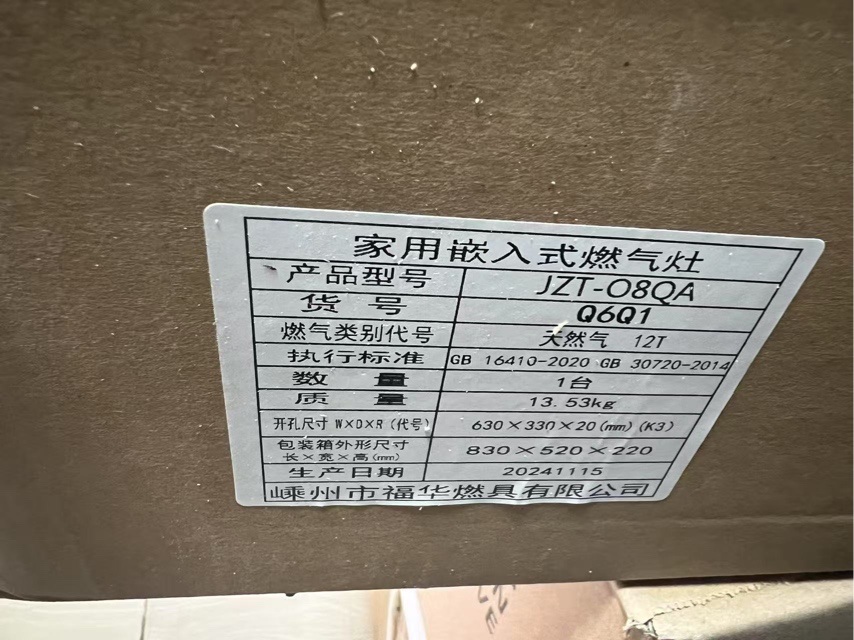 家用嵌入式燃气灶
产品型号 JZT-O8QA
货号 Q6Q1
燃气类别代号 天然气 12T
执行标准 GB 16410-2020 GB 30720-2014
数量 1台
质量 13.53kg
开孔尺寸 W×D×R (代号) 630×330×20(mm)(K3)
包装箱外形尺寸
长×宽×高(mm) 830×520×220
生产日期 20241115
嵊州市福华燃具有限公司